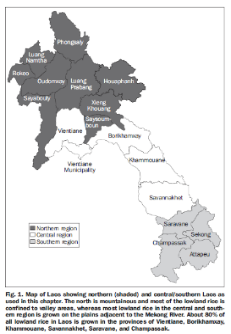 Phongsaly
Luang
Namtha
Bokeo
Oudomxay
Luang
Prabang
Houaphanh
Sayabouly
Xieng
Khouang
Saysom-
boun
Vientiane
Borikhamxay
Vientiane
Municipality
Khammouane
Savannakhet
Northern region
Central region
Southern region
Saravane
Sekong
Champassak
Attapeu
Fig. 1. Map of Laos showing northern (shaded) and central/southern Laos as
used in this chapter. The north is mountainous and most of the lowland rice is
confined to valley areas, whereas most lowland rice in the central and south-
ern region is grown on the plains adjacent to the Mekong River. About 80% of
all lowland rice in Laos is grown in the provinces of Vientiane, Borikhamxay,
Khammouane, Savannakhet, Saravane, and Champassak.